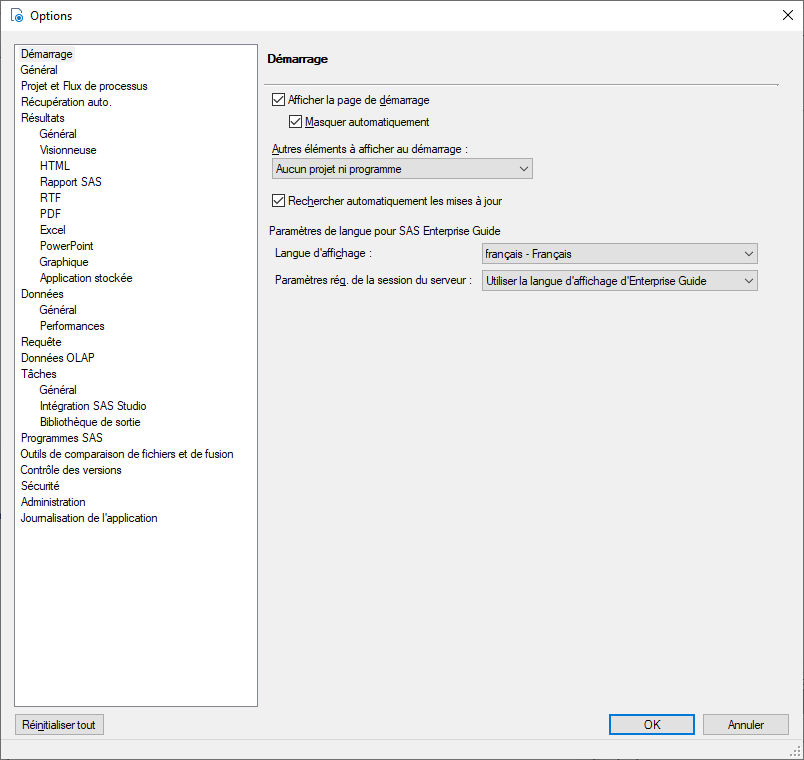 Options
Démarrage
Général
Projet et Flux de processus
Récupération auto.
Résultats
Général
Visionneuse
HTML
Rapport SAS
RTF
PDF
Excel
PowerPoint
Graphique
Application stockée
Données
Général
Performances
Requête
Données OLAP
Tâches
Général
Intégration SAS Studio
Bibliothèque de sortie
Programmes SAS
Outils de comparaison de fichiers et de fusion
Contrôle des versions
Sécurité
Administration
Journalisation de l'application
Démarrage
Afficher la page de démarrage
Masquer automatiquement
Autres éléments à afficher au démarrage :
Aucun projet ni programme
Rechercher automatiquement les mises à jour
Paramètres de langue pour SAS Enterprise Guide
Langue d'affichage :
français - Français
Paramètres rég. de la session du serveur :
Utiliser la langue d'affichage d'Enterprise Guide
Réinitialiser tout
OK
Annuler